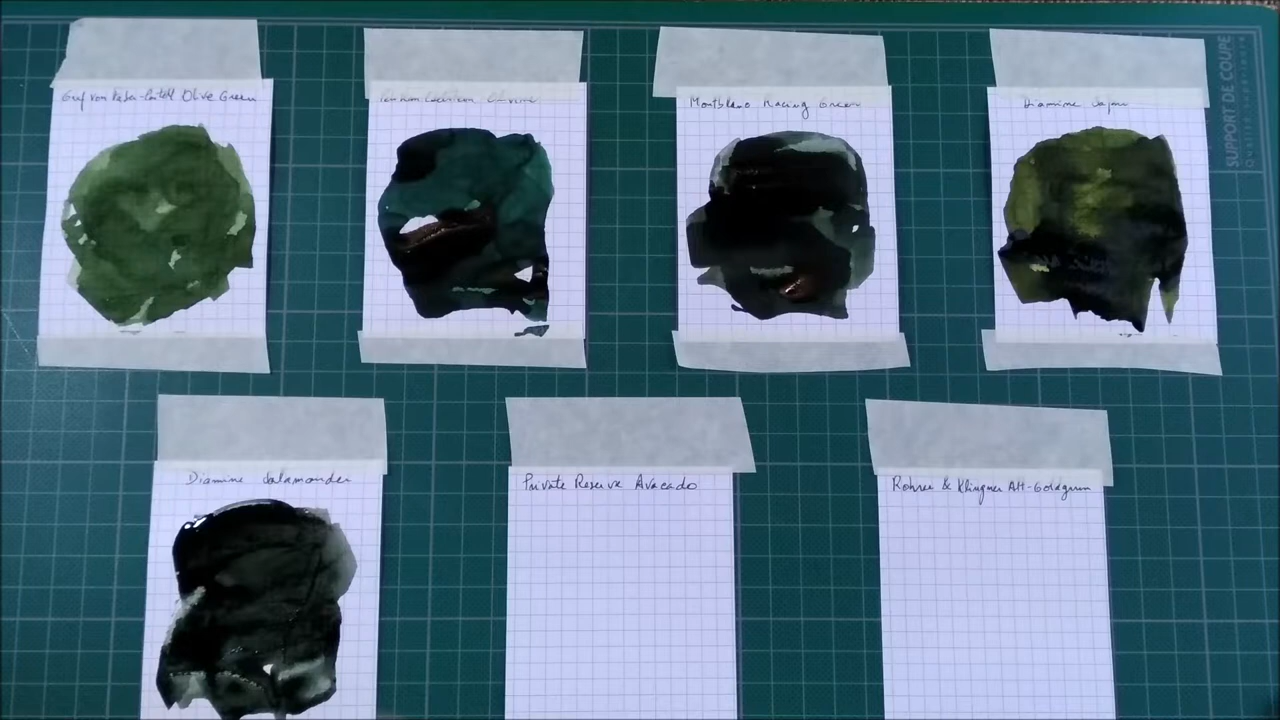 Graf von Faber-Castell Olive Green
Montblanc Racing Green
Diamine Safari
SUPPORT DE COUPE
Diamine Salamander
Private Reserve Avocado
Rohrer & Klingner Alt-Goldgrün